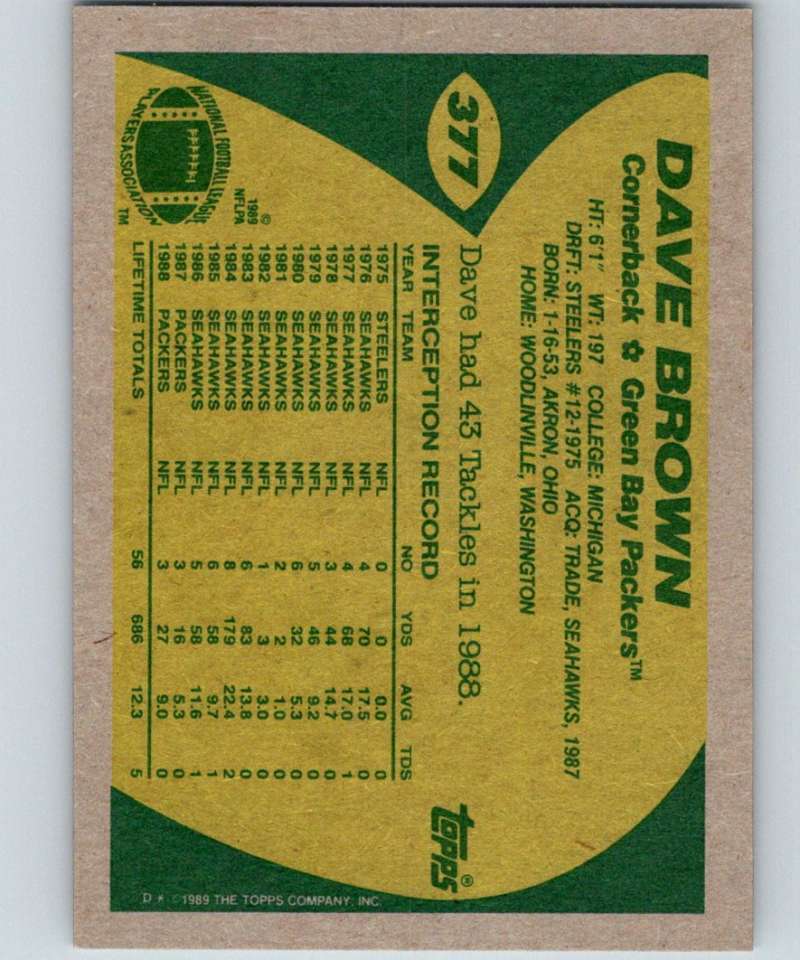 377
DAVE BROWN
Cornerback ✿ Green Bay Packers™
HT: 6'1" WT: 197 COLLEGE: MICHIGAN
DRFT: STEELERS #12-1975 ACQ: TRADE, SEAHAWKS, 1987
BORN: 1-16-53, AKRON, OHIO
HOME: WOODLINVILLE, WASHINGTON
Dave had 43 Tackles in 1988.
INTERCEPTION RECORD
YEAR TEAM NO YDS AVG TDS
1975 STEELERS NFL 0 0 0.0 0
1976 SEAHAWKS NFL 4 70 17.5 0
1977 SEAHAWKS NFL 4 68 17.0 1
1978 SEAHAWKS NFL 3 44 14.7 0
1979 SEAHAWKS NFL 5 46 9.2 0
1980 SEAHAWKS NFL 6 32 5.3 0
1981 SEAHAWKS NFL 2 2 1.0 0
1982 SEAHAWKS NFL 1 3 3.0 0
1983 SEAHAWKS NFL 6 83 13.8 0
1984 SEAHAWKS NFL 8 179 22.4 2
1985 SEAHAWKS NFL 6 58 9.7 1
1986 SEAHAWKS NFL 5 58 11.6 1
1987 PACKERS NFL 3 16 5.3 0
1988 PACKERS NFL 3 27 9.0 0
LIFETIME TOTALS 56 686 12.3 5
NATIONAL FOOTBALL LEAGUE
PLAYERS ASSOCIATION
TM
©
1989
NFLPA
topps®
D * © 1989 THE TOPPS COMPANY, INC.